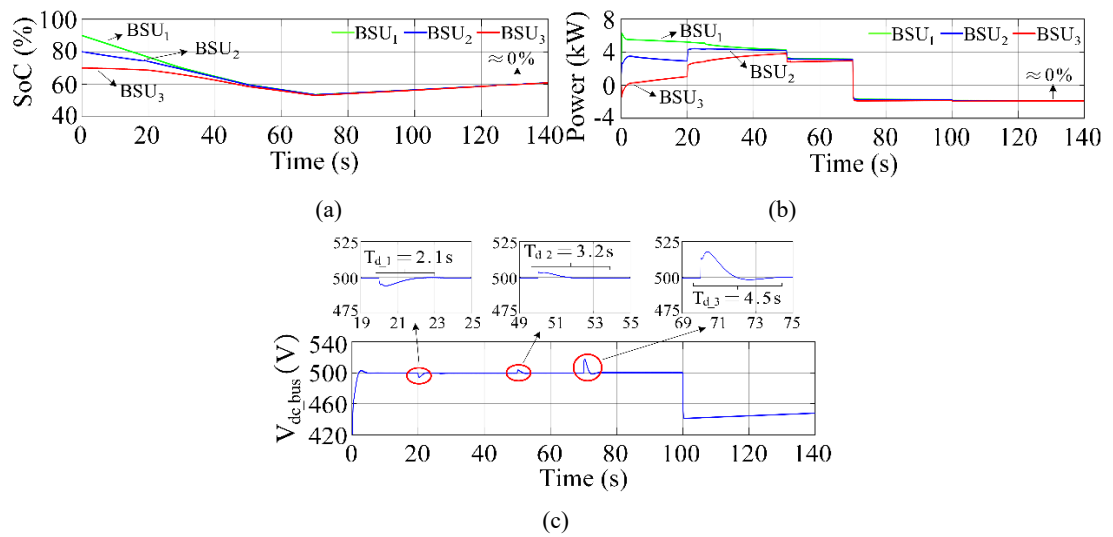 SoC (%)
100
80
60
40
BSU1
BSU2
BSU3
BSU1 BSU2 BSU3
≈0%
0 20 40 60 80 100 120 140
Time (s)
(a)
Power (kW)
8
4
0
-4
BSU1
BSU2
BSU3
BSU1 BSU2 BSU3
≈0%
0 20 40 60 80 100 120 140
Time (s)
(b)
525
500
475
Td_1=2.1s
19 21 23 25
525
500
475
Td_2=3.2s
49 51 53 55
525
500
475
Td_3=4.5s
69 71 73 75
Vdc_bus (V)
540
500
460
420
0 20 40 60 80 100 120 140
Time (s)
(c)